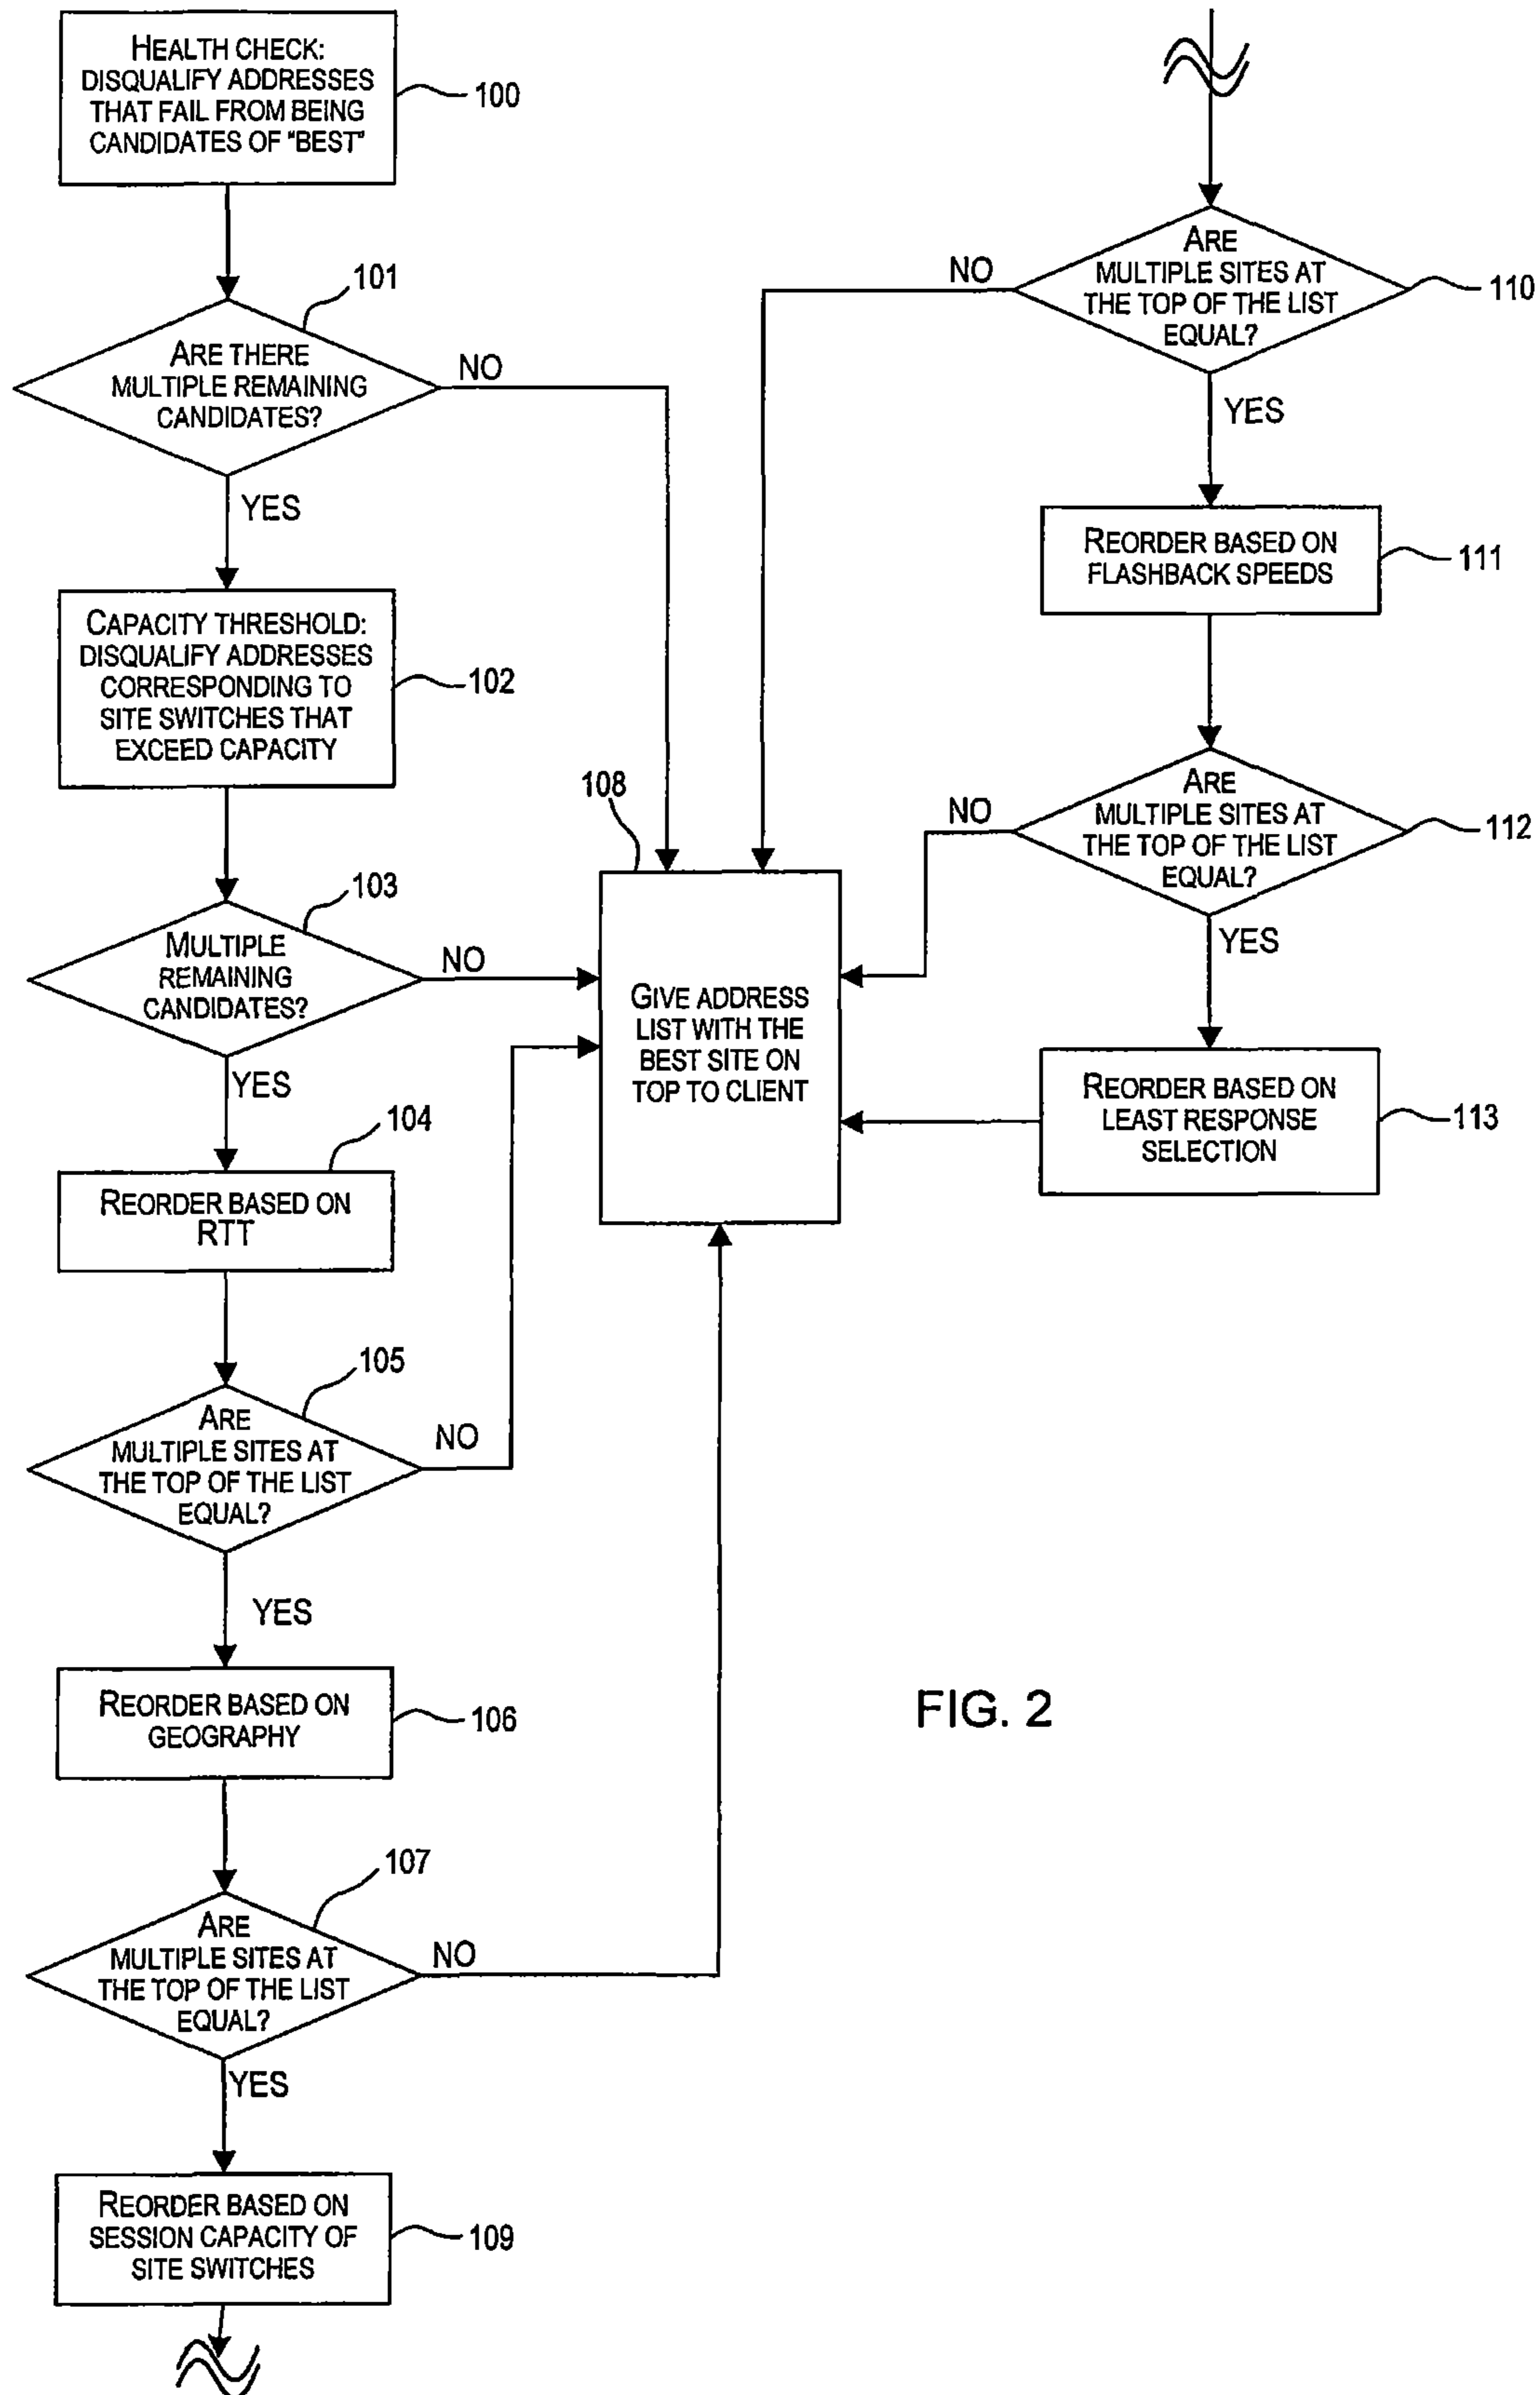 HEALTH CHECK:
DISQUALIFY ADDRESSES
THAT FAIL FROM BEING
CANDIDATES OF "BEST"
100
101
ARE THERE
MULTIPLE REMAINING
CANDIDATES?
NO
YES
CAPACITY THRESHOLD:
DISQUALIFY ADDRESSES
CORRESPONDING TO
SITE SWITCHES THAT
EXCEED CAPACITY
102
103
MULTIPLE
REMAINING
CANDIDATES?
NO
YES
104
REORDER BASED ON
RTT
105
ARE
MULTIPLE SITES AT
THE TOP OF THE LIST
EQUAL?
NO
YES
REORDER BASED ON
GEOGRAPHY
106
107
ARE
MULTIPLE SITES AT
THE TOP OF THE LIST
EQUAL?
NO
YES
REORDER BASED ON
SESSION CAPACITY OF
SITE SWITCHES
109
108
GIVE ADDRESS
LIST WITH THE
BEST SITE ON
TOP TO CLIENT
ARE
MULTIPLE SITES AT
THE TOP OF THE LIST
EQUAL?
110
NO
YES
REORDER BASED ON
FLASHBACK SPEEDS
111
ARE
MULTIPLE SITES AT
THE TOP OF THE LIST
EQUAL?
112
NO
YES
REORDER BASED ON
LEAST RESPONSE
SELECTION
113
FIG. 2